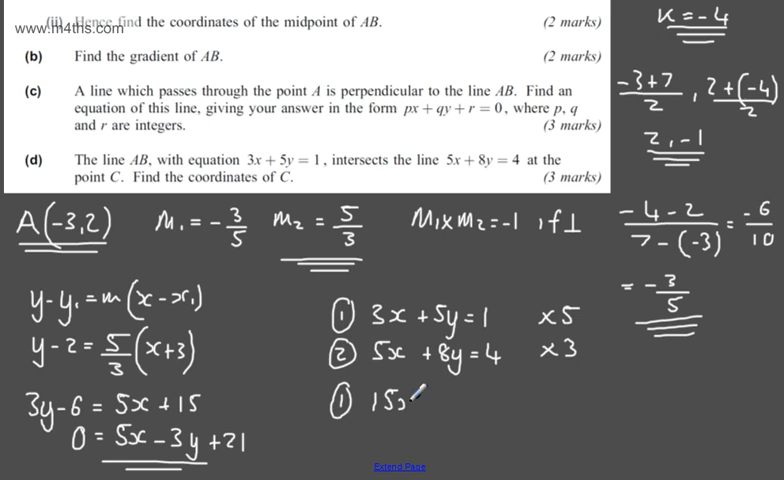 (ii) Hence find the coordinates of the midpoint of AB. (2 marks)
www.m4ths.com
(b) Find the gradient of AB. (2 marks)
(c) A line which passes through the point A is perpendicular to the line AB. Find an
equation of this line, giving your answer in the form px + qy + r = 0, where p, q
and r are integers. (3 marks)
(d) The line AB, with equation 3x + 5y = 1, intersects the line 5x + 8y = 4 at the
point C. Find the coordinates of C. (3 marks)
K = -4
(-3+7)/2 , (2+(-4))/2
2, -1
A(-3,2) M₁ = -3/5 M₂ = 5/3 M₁ x M₂ = -1 if ⊥
(-4-2)/(7-(-3)) = -6/10
= -3/5
y-y₁ = m(x-x₁)
y-2 = 5/3(x+3)
3y-6 = 5x+15
0 = 5x-3y+21
① 3x+5y=1 x5
② 5x+8y=4 x3
① 15x
Extend Page